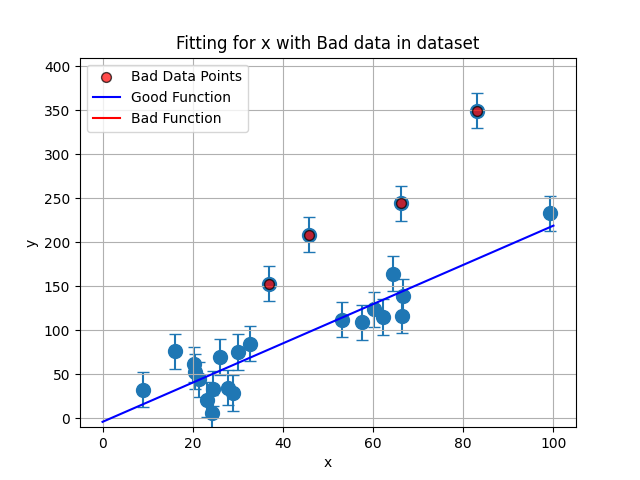 Fitting for x with Bad data in dataset
Bad Data Points
Good Function
Bad Function
400
350
300
250
200
150
100
50
0
y
0 20 40 60 80 100
x